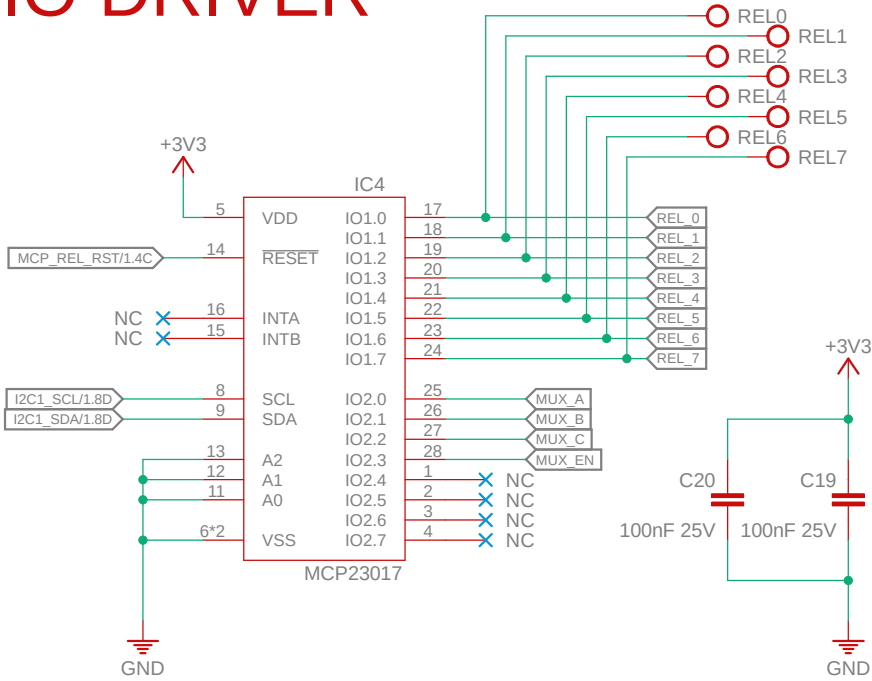 IO DRIVER
REL0
REL1
REL2
REL3
REL4
REL5
REL6
REL7
+3V3
IC4
5 VDD IO1.0 17 REL_0
IO1.1 18 REL_1
MCP_REL_RST/1.4C 14 RESET IO1.2 19 REL_2
IO1.3 20 REL_3
IO1.4 21 REL_4
NC 16 INTA IO1.5 22 REL_5
NC 15 INTB IO1.6 23 REL_6
IO1.7 24 REL_7
+3V3
I2C1_SCL/1.8D 8 SCL IO2.0 25 MUX_A
I2C1_SDA/1.8D 9 SDA IO2.1 26 MUX_B
IO2.2 27 MUX_C
13 A2 IO2.3 28 MUX_EN
12 A1 IO2.4 1 NC
11 A0 IO2.5 2 NC
IO2.6 3 NC
6*2 VSS IO2.7 4 NC
C20 C19
100nF 25V 100nF 25V
MCP23017
GND GND